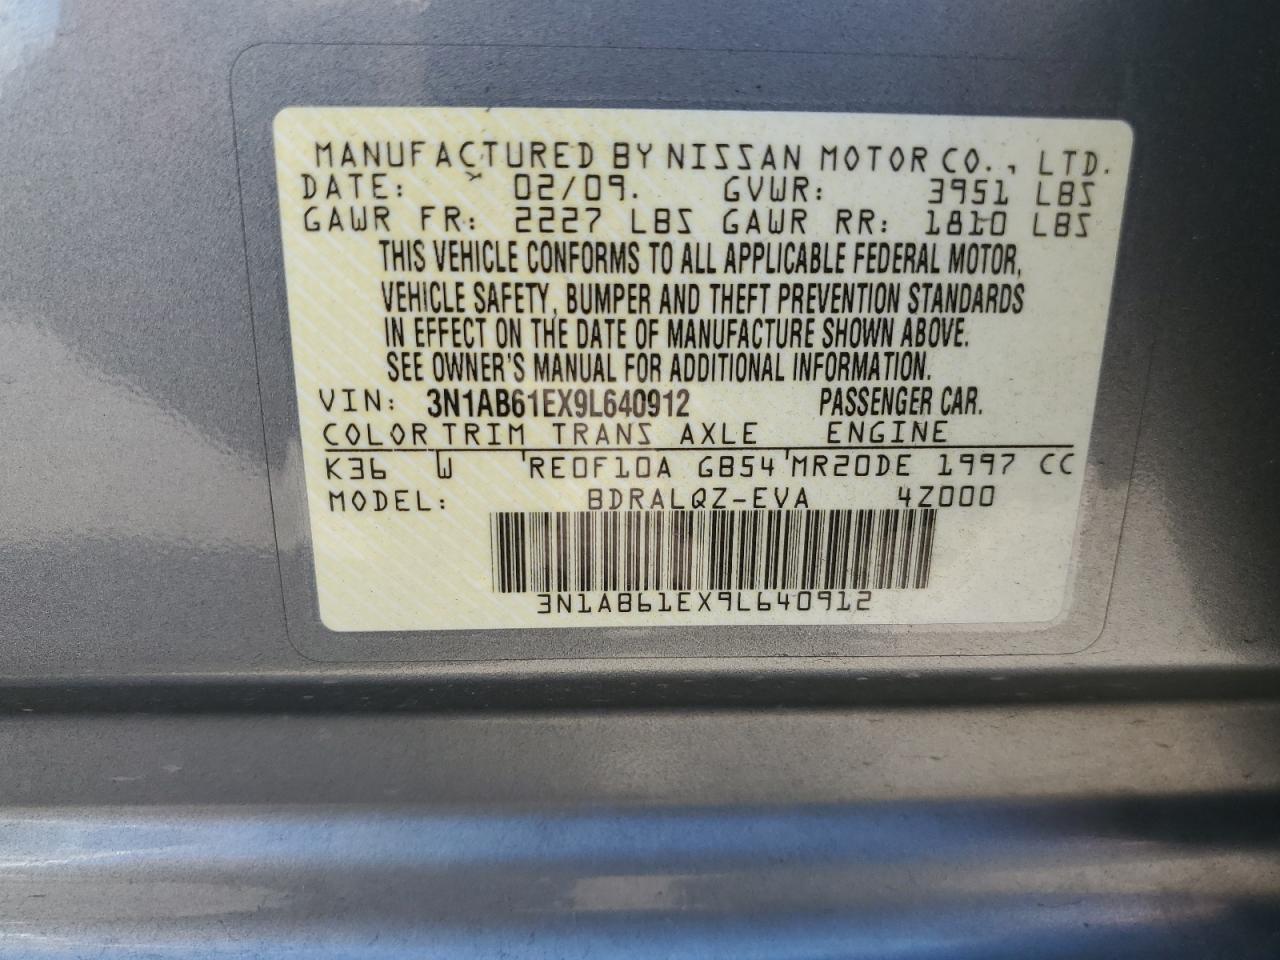 MANUFACTURED BY NISSAN MOTOR CO., LTD.
DATE: 02/09. GVWR: 3951 LBS
GAWR FR: 2227 LBS GAWR RR: 1810 LBS
THIS VEHICLE CONFORMS TO ALL APPLICABLE FEDERAL MOTOR,
VEHICLE SAFETY, BUMPER AND THEFT PREVENTION STANDARDS
IN EFFECT ON THE DATE OF MANUFACTURE SHOWN ABOVE.
SEE OWNER'S MANUAL FOR ADDITIONAL INFORMATION.
VIN: 3N1AB61EX9L640912 PASSENGER CAR.
COLOR TRIM TRANS AXLE ENGINE
K36 W RE0F10A GB54 MR20DE 1997 CC
MODEL: BDRALQZ-EVA 4Z000
3N1AB61EX9L640912